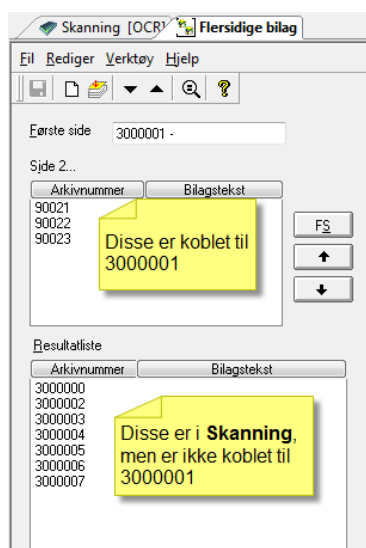 Skanning [OCR] Flersidige bilag
Fil Rediger Verktøy Hjelp
Første side 3000001 -
Side 2...
Arkivnummer Bilagstekst
90021
90022
90023
Disse er koblet til
3000001
FS
Resultatliste
Arkivnummer Bilagstekst
3000000
3000002
3000003
3000004
3000005
3000006
3000007
Disse er i Skanning,
men er ikke koblet til
3000001